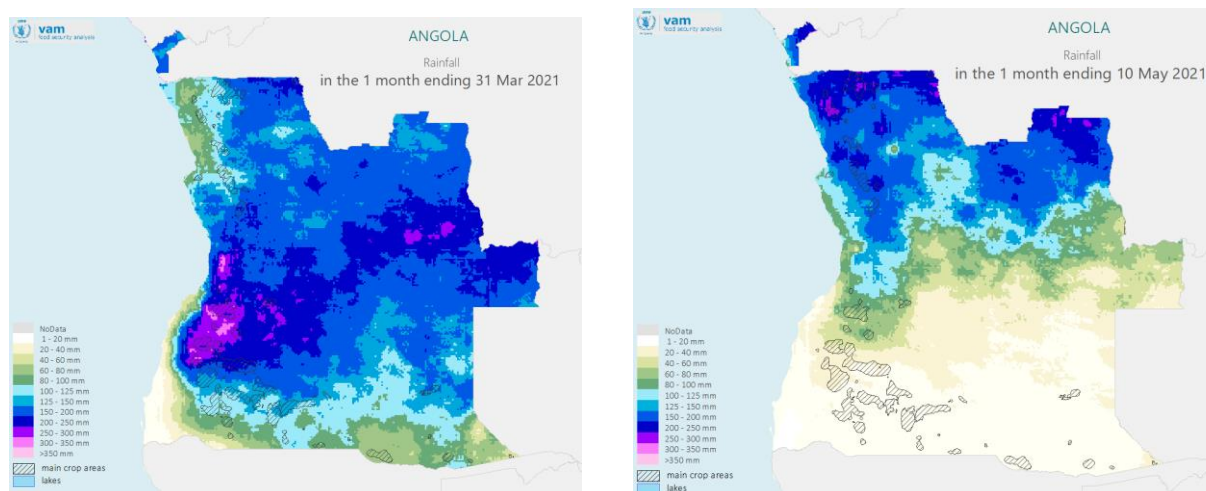 vam
food security analysis
ANGOLA
Rainfall
in the 1 month ending 31 Mar 2021
NoData
1 - 20 mm
20 - 40 mm
40 - 60 mm
60 - 80 mm
80 - 100 mm
100 - 125 mm
125 - 150 mm
150 - 200 mm
200 - 250 mm
250 - 300 mm
300 - 350 mm
>350 mm
main crop areas
lakes
vam
food security analysis
ANGOLA
Rainfall
in the 1 month ending 10 May 2021
NoData
1 - 20 mm
20 - 40 mm
40 - 60 mm
60 - 80 mm
80 - 100 mm
100 - 125 mm
125 - 150 mm
150 - 200 mm
200 - 250 mm
250 - 300 mm
300 - 350 mm
>350 mm
main crop areas
lakes